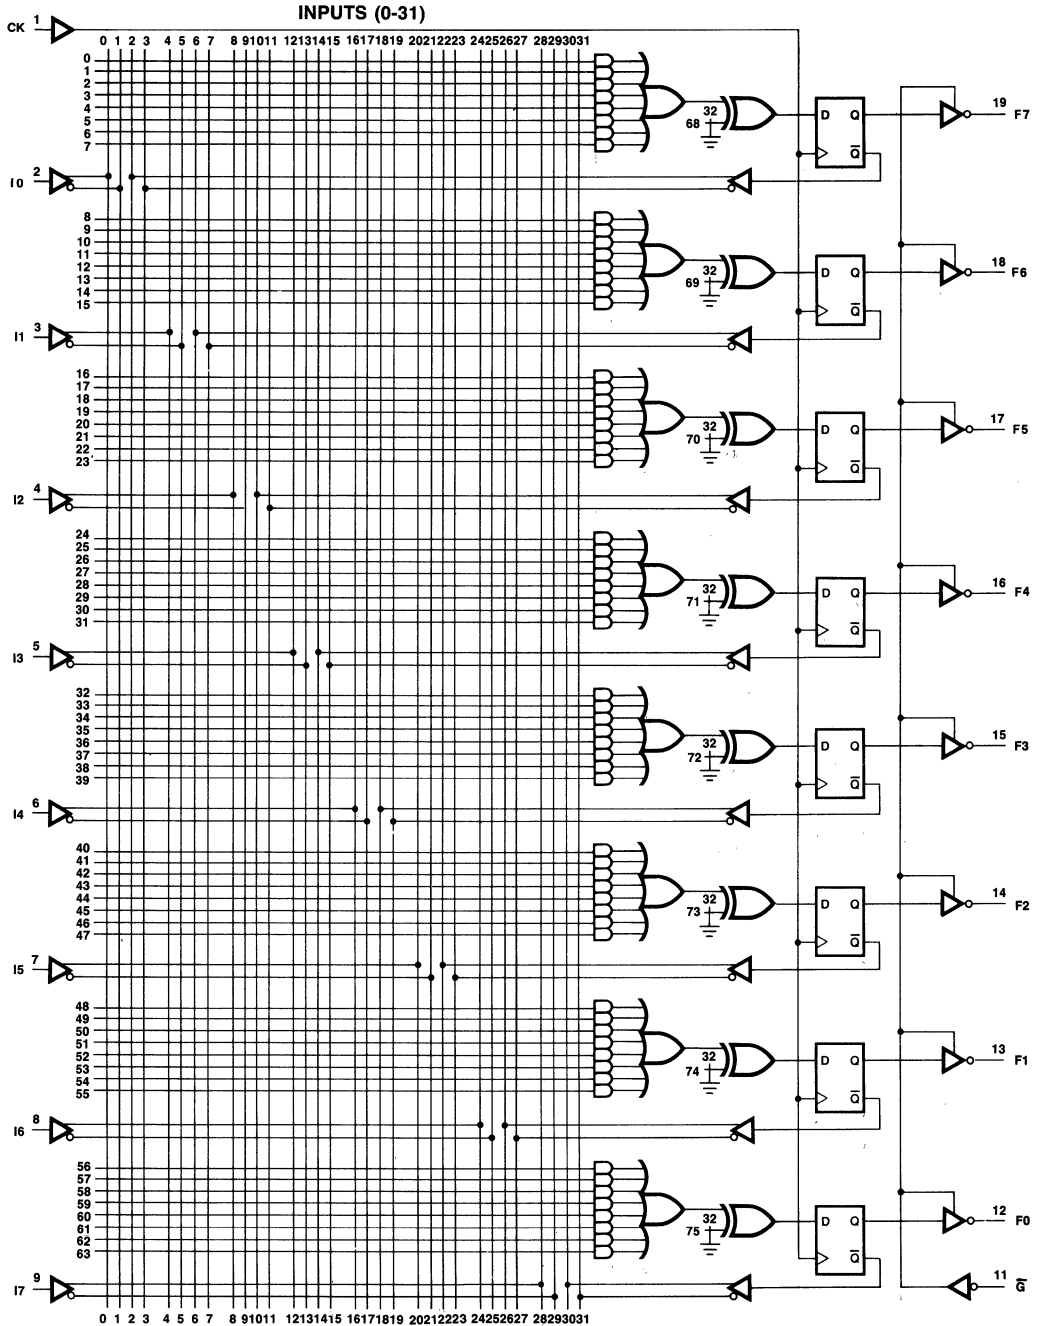 INPUTS (0-31)
CK 1
0 1 2 3 4 5 6 7 8 9 10 11 12 13 14 15 16 17 18 19 20 21 22 23 24 25 26 27 28 29 30 31
0
1
2
3
4
5
6
7
32
68
D Q
Q̅
19 F7
I0 2
8
9
10
11
12
13
14
15
32
69
D Q
Q̅
18 F6
I1 3
16
17
18
19
20
21
22
23
32
70
D Q
Q̅
17 F5
I2 4
24
25
26
27
28
29
30
31
32
71
D Q
Q̅
16 F4
I3 5
32
33
34
35
36
37
38
39
32
72
D Q
Q̅
15 F3
I4 6
40
41
42
43
44
45
46
47
32
73
D Q
Q̅
14 F2
I5 7
48
49
50
51
52
53
54
55
32
74
D Q
Q̅
13 F1
I6 8
56
57
58
59
60
61
62
63
32
75
D Q
Q̅
12 F0
I7 9
11 G̅
0 1 2 3 4 5 6 7 8 9 10 11 12 13 14 15 16 17 18 19 20 21 22 23 24 25 26 27 28 29 30 31